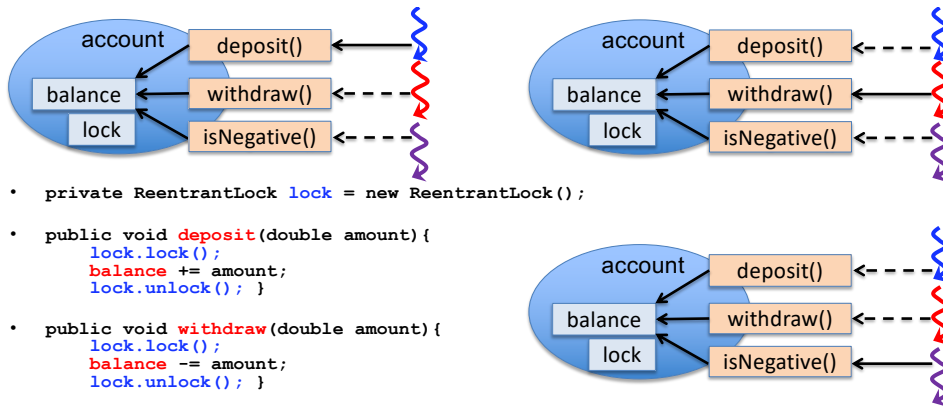 account
deposit()
balance
withdraw()
lock
isNegative()
account
deposit()
balance
withdraw()
lock
isNegative()
• private ReentrantLock lock = new ReentrantLock();
• public void deposit(double amount){
lock.lock();
balance += amount;
lock.unlock(); }
• public void withdraw(double amount){
lock.lock();
balance -= amount;
lock.unlock(); }
account
deposit()
balance
withdraw()
lock
isNegative()